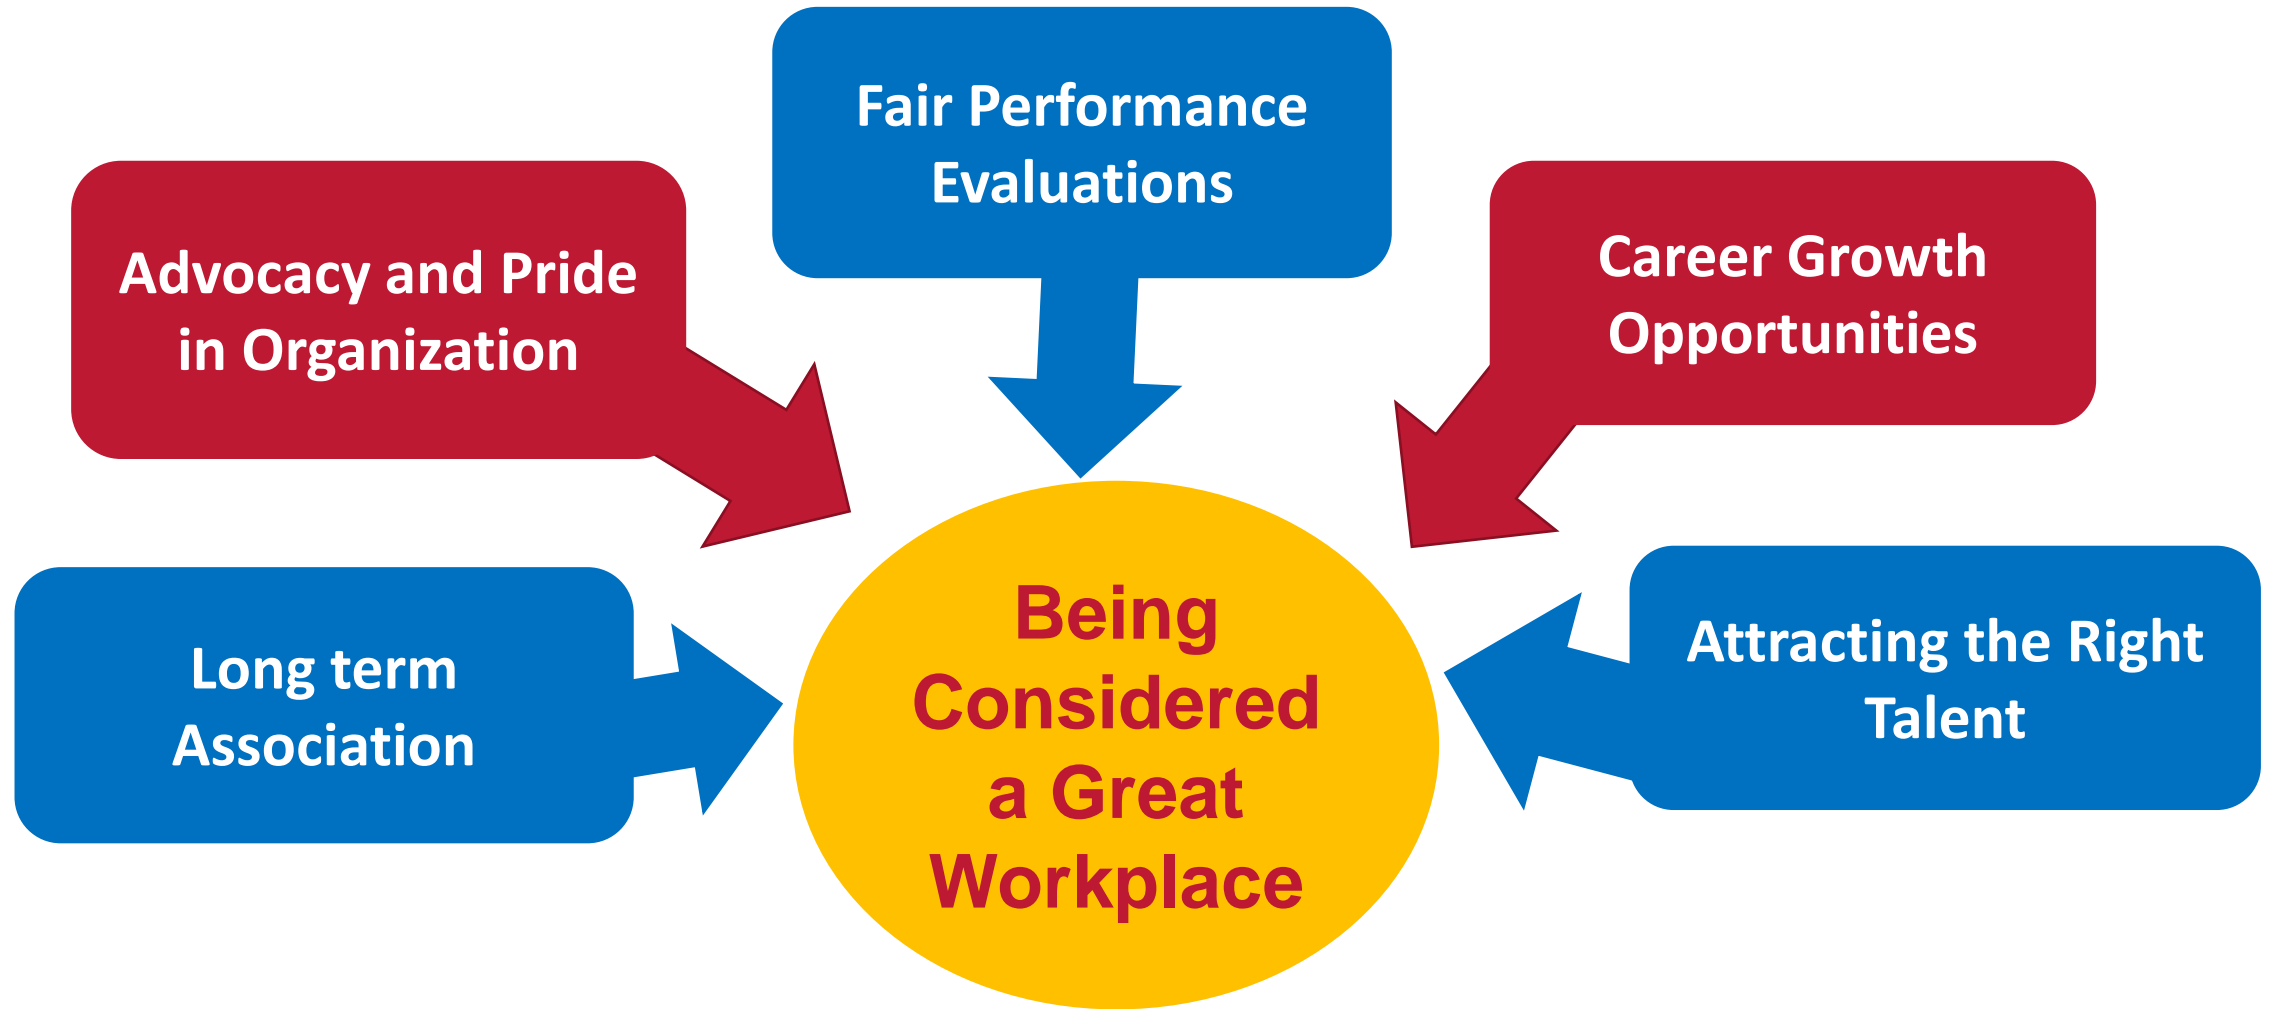 Fair Performance
Evaluations
Advocacy and Pride
in Organization
Career Growth
Opportunities
Long term
Association
Attracting the Right
Talent
Being
Considered
a Great
Workplace